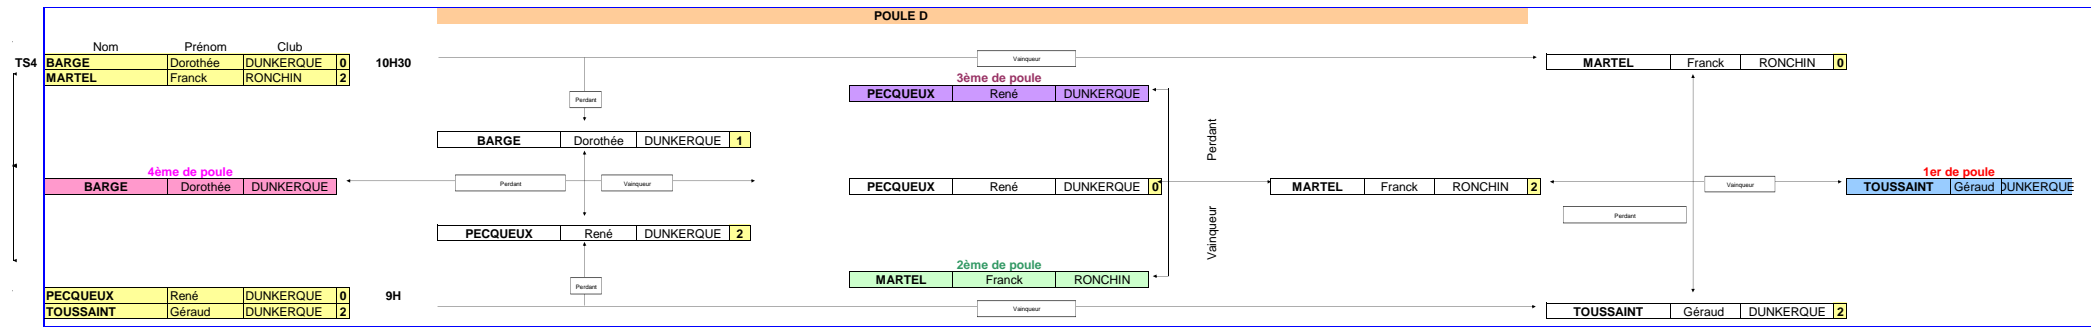 POULE D
Nom Prénom Club
TS4 BARGE Dorothée DUNKERQUE 0 10H30 Vainqueur MARTEL Franck RONCHIN 0
MARTEL Franck RONCHIN 2
3ème de poule
PECQUEUX René DUNKERQUE
Perdant
Perdant
BARGE Dorothée DUNKERQUE 1
4ème de poule
1er de poule
BARGE Dorothée DUNKERQUE Perdant Vainqueur PECQUEUX René DUNKERQUE 0 MARTEL Franck RONCHIN 2 Vainqueur TOUSSAINT Géraud DUNKERQUE
Perdant
Vainqueur
PECQUEUX René DUNKERQUE 2
2ème de poule
MARTEL Franck RONCHIN
Perdant
PECQUEUX René DUNKERQUE 0 9H
TOUSSAINT Géraud DUNKERQUE 2 Vainqueur TOUSSAINT Géraud DUNKERQUE 2